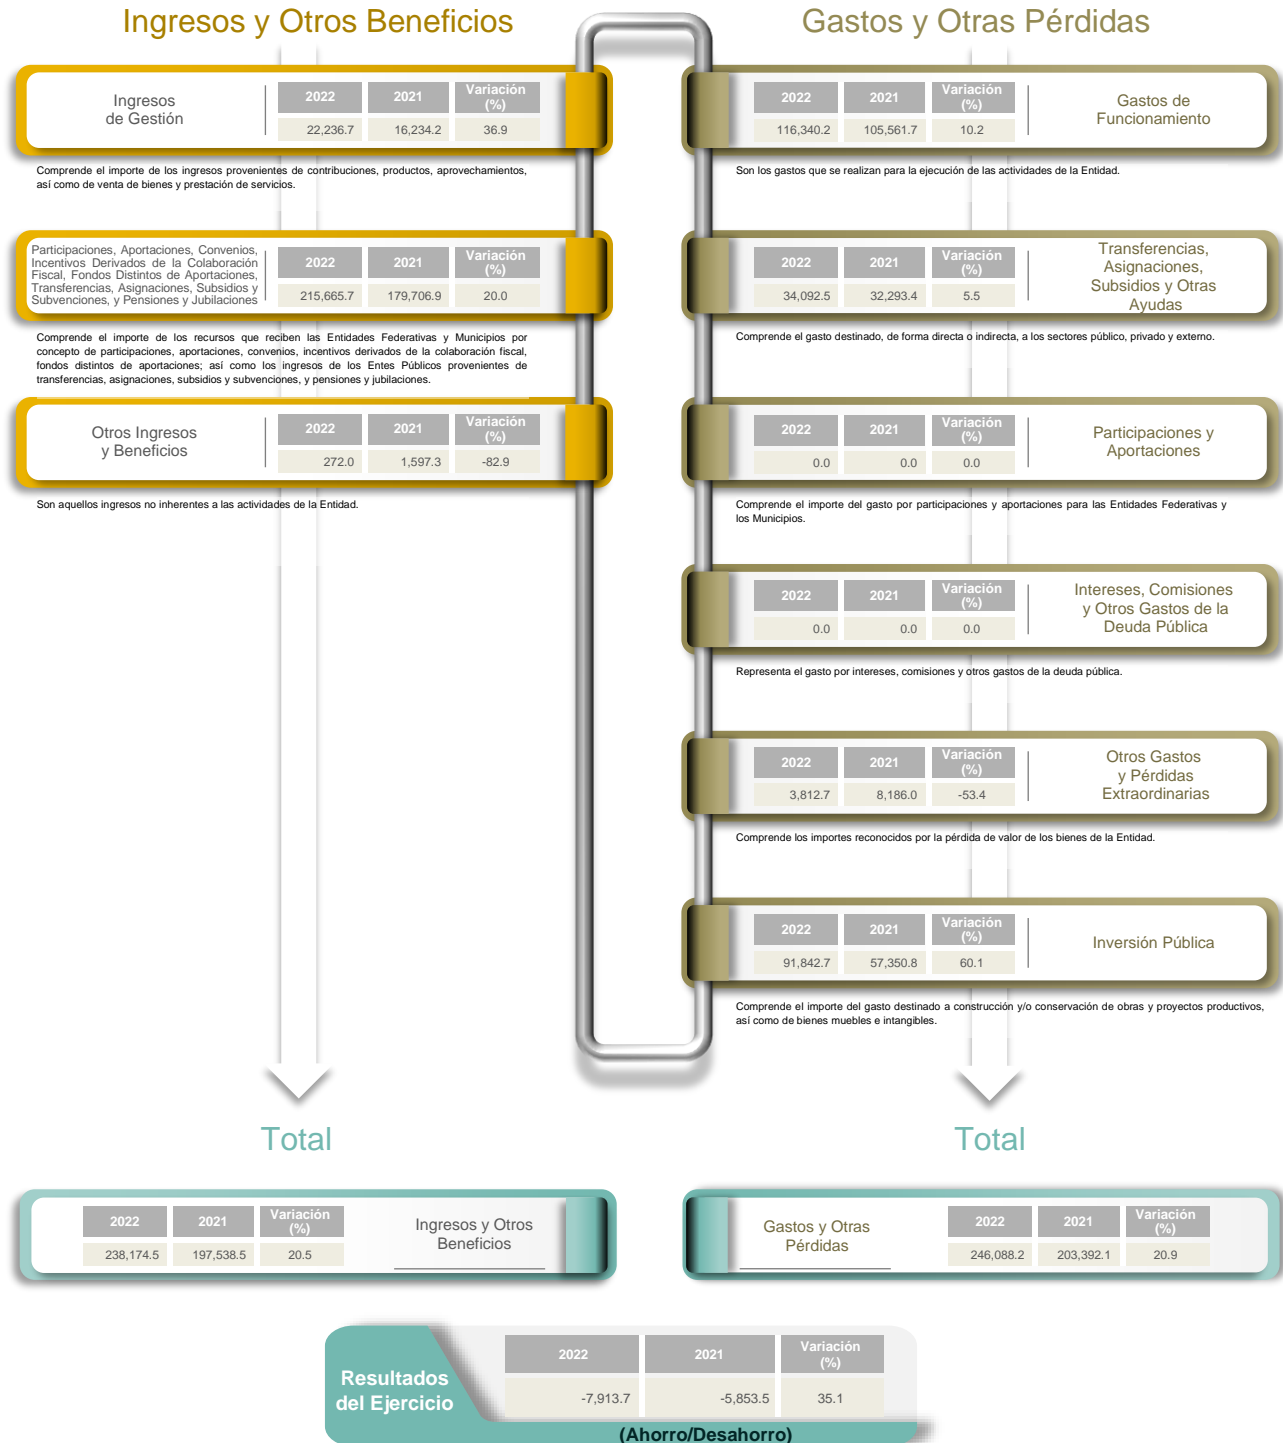 Ingresos y Otros Beneficios
Ingresos
de Gestión
2022 2021 Variación
(%)
22,236.7 16,234.2 36.9
Comprende el importe de los ingresos provenientes de contribuciones, productos, aprovechamientos,
así como de venta de bienes y prestación de servicios.
Participaciones, Aportaciones, Convenios,
Incentivos Derivados de la Colaboración
Fiscal, Fondos Distintos de Aportaciones,
Transferencias, Asignaciones, Subsidios y
Subvenciones, y Pensiones y Jubilaciones
2022 2021 Variación
(%)
215,665.7 179,706.9 20.0
Comprende el importe de los recursos que reciben las Entidades Federativas y Municipios por
concepto de participaciones, aportaciones, convenios, incentivos derivados de la colaboración fiscal,
fondos distintos de aportaciones; así como los ingresos de los Entes Públicos provenientes de
transferencias, asignaciones, subsidios y subvenciones, y pensiones y jubilaciones.
Otros Ingresos
y Beneficios
2022 2021 Variación
(%)
272.0 1,597.3 -82.9
Son aquellos ingresos no inherentes a las actividades de la Entidad.
Gastos y Otras Pérdidas
2022 2021 Variación
(%)
116,340.2 105,561.7 10.2
Gastos de
Funcionamiento
Son los gastos que se realizan para la ejecución de las actividades de la Entidad.
2022 2021 Variación
(%)
34,092.5 32,293.4 5.5
Transferencias,
Asignaciones,
Subsidios y Otras
Ayudas
Comprende el gasto destinado, de forma directa o indirecta, a los sectores público, privado y externo.
2022 2021 Variación
(%)
0.0 0.0 0.0
Participaciones y
Aportaciones
Comprende el importe del gasto por participaciones y aportaciones para las Entidades Federativas y
los Municipios.
2022 2021 Variación
(%)
0.0 0.0 0.0
Intereses, Comisiones
y Otros Gastos de la
Deuda Pública
Representa el gasto por intereses, comisiones y otros gastos de la deuda pública.
2022 2021 Variación
(%)
3,812.7 8,186.0 -53.4
Otros Gastos
y Pérdidas
Extraordinarias
Comprende los importes reconocidos por la pérdida de valor de los bienes de la Entidad.
2022 2021 Variación
(%)
91,842.7 57,350.8 60.1
Inversión Pública
Comprende el importe del gasto destinado a construcción y/o conservación de obras y proyectos productivos,
así como de bienes muebles e intangibles.
Total
2022 2021 Variación
(%)
238,174.5 197,538.5 20.5
Ingresos y Otros
Beneficios
Total
Gastos y Otras
Pérdidas
2022 2021 Variación
(%)
246,088.2 203,392.1 20.9
Resultados
del Ejercicio
2022 2021 Variación
(%)
-7,913.7 -5,853.5 35.1
(Ahorro/Desahorro)